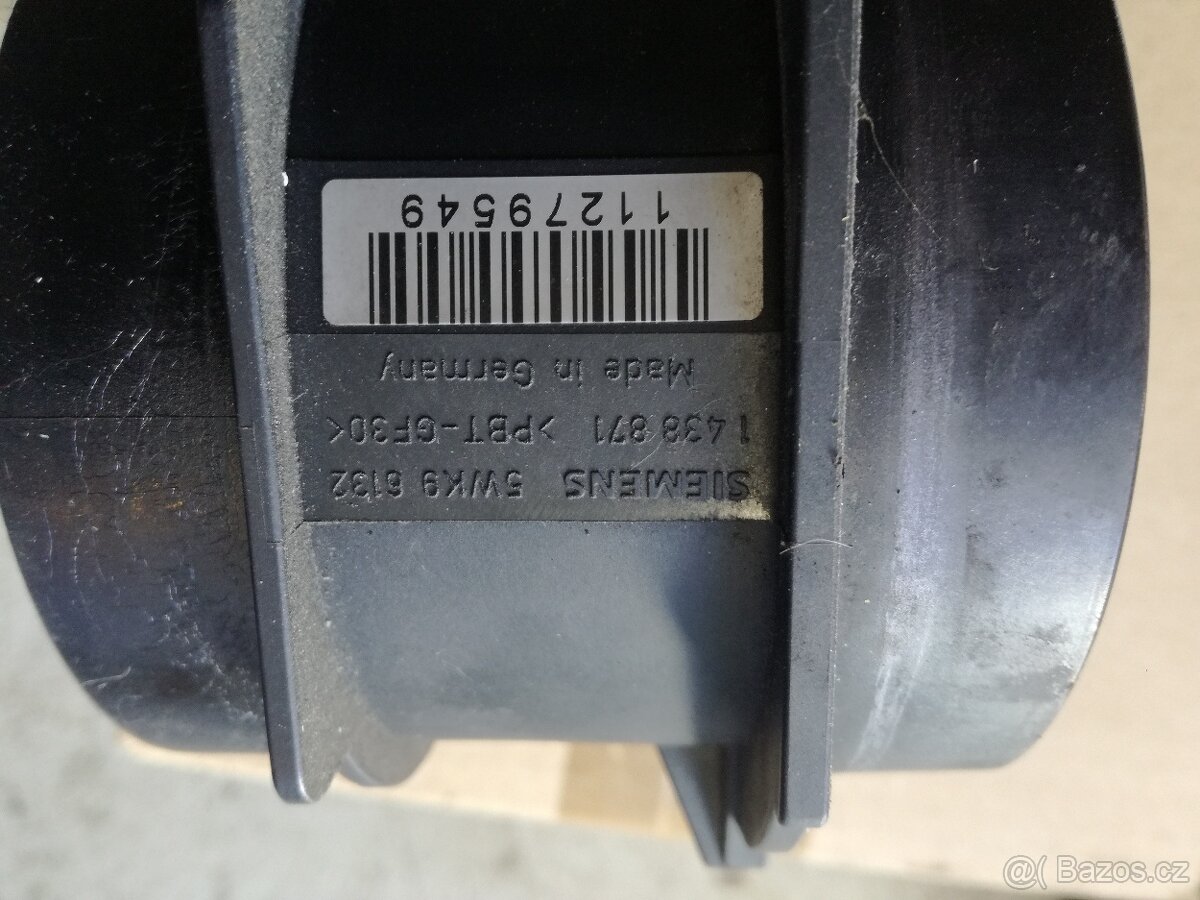 SIEMENS 5WK9 6132
1 438 871 >PBT-GF30<
Made in Germany
11279549
@( Bazos.cz